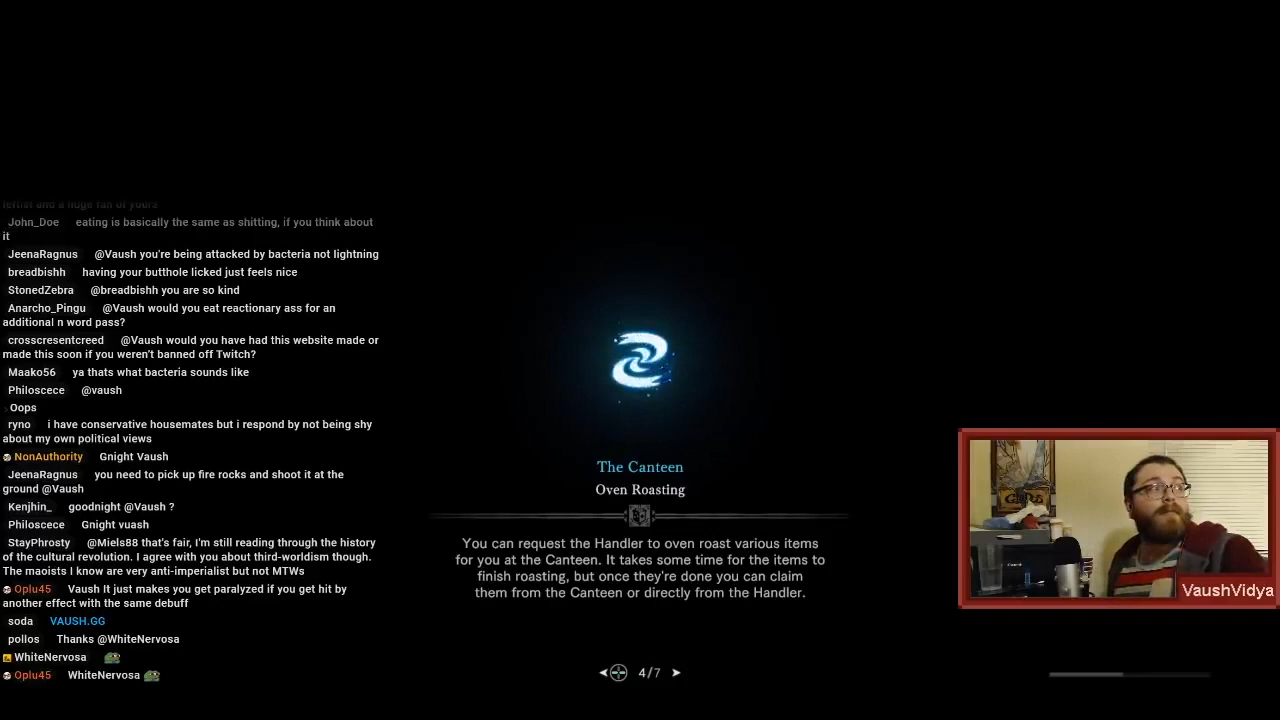 leftist and a huge fan of yours
John_Doe eating is basically the same as shitting, if you think about
it
JeenaRagnus @Vaush you're being attacked by bacteria not lightning
breadbishh having your butthole licked just feels nice
StonedZebra @breadbishh you are so kind
Anarcho_Pingu @Vaush would you eat reactionary ass for an
additional n word pass?
crosscresentcreed @Vaush would you have had this website made or
made this soon if you weren't banned off Twitch?
Maako56 ya thats what bacteria sounds like
Philoscece @vaush
Oops
ryno i have conservative housemates but i respond by not being shy
about my own political views
NonAuthority Gnight Vaush
JeenaRagnus you need to pick up fire rocks and shoot it at the
ground @Vaush
Kenjhin_ goodnight @Vaush ?
Philoscece Gnight vuash
StayPhrosty @Miels88 that's fair, I'm still reading through the history
of the cultural revolution. I agree with you about third-worldism though.
The maoists I know are very anti-imperialist but not MTWs
Oplu45 Vaush It just makes you get paralyzed if you get hit by
another effect with the same debuff
soda VAUSH.GG
pollos Thanks @WhiteNervosa
WhiteNervosa
Oplu45 WhiteNervosa
The Canteen
Oven Roasting
You can request the Handler to oven roast various items
for you at the Canteen. It takes some time for the items to
finish roasting, but once they're done you can claim
them from the Canteen or directly from the Handler.
4/7
VaushVidya